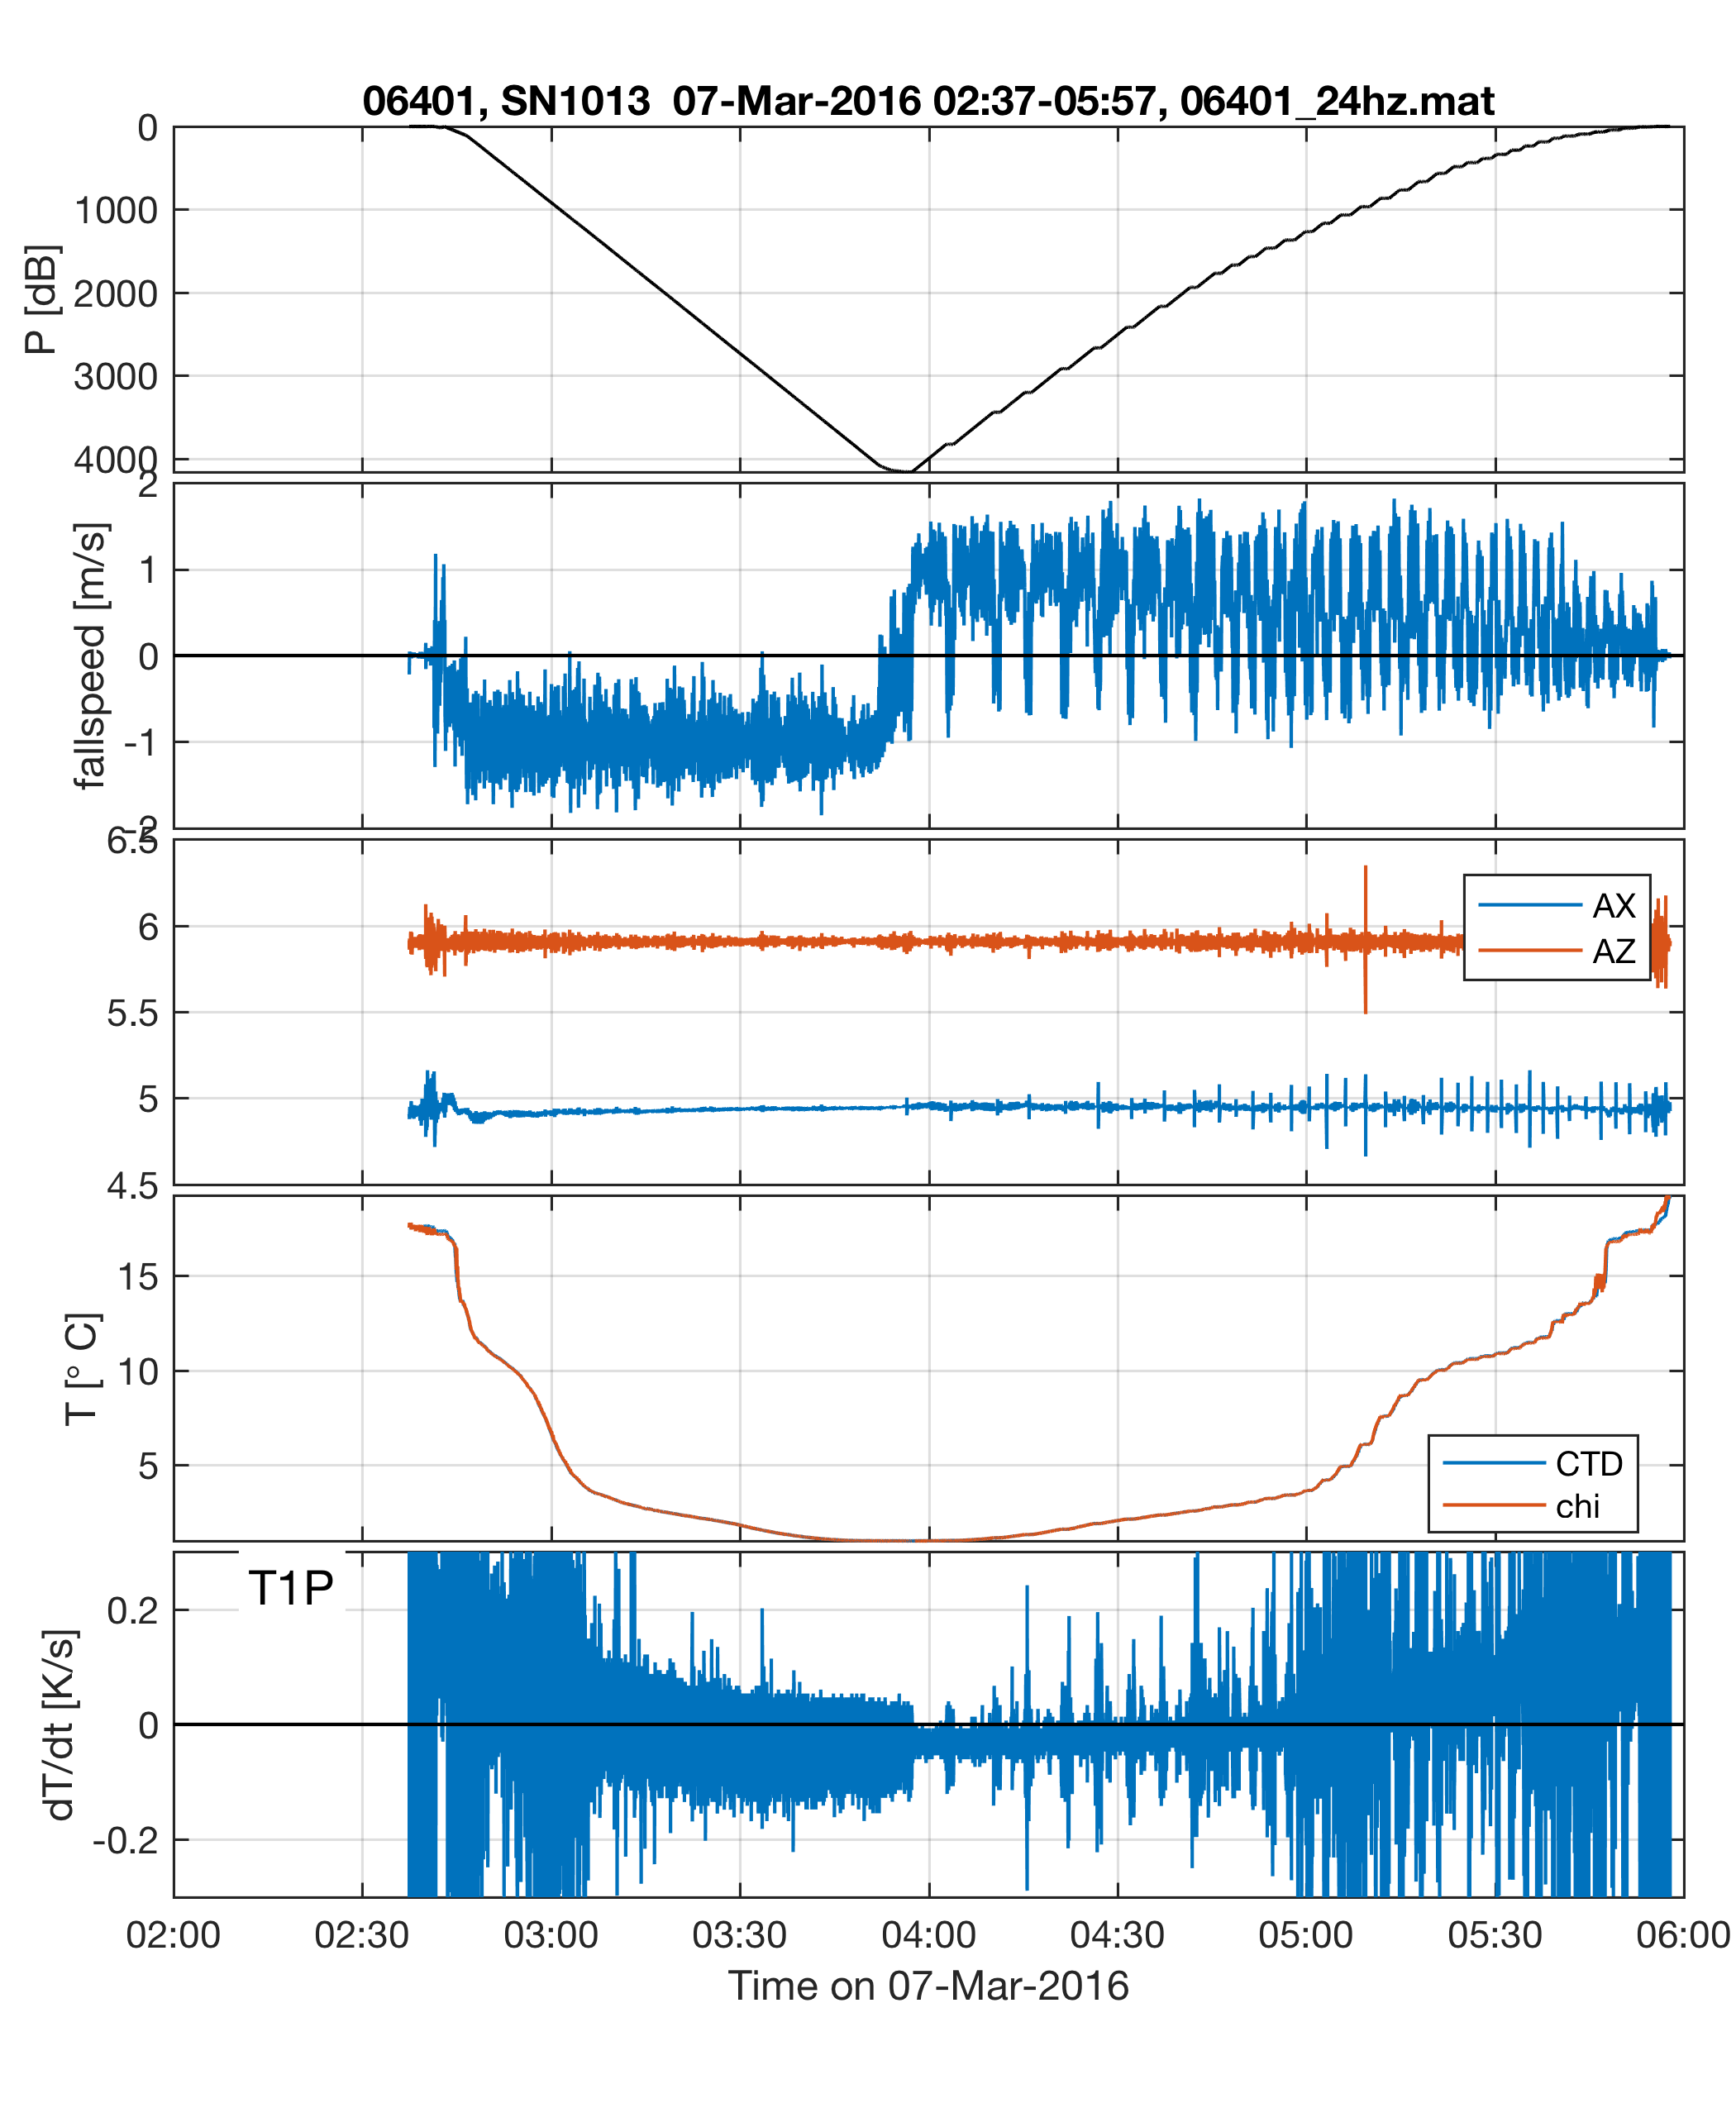 06401, SN1013  07-Mar-2016 02:37-05:57, 06401_24hz.mat
0
1000
2000
3000
4000
P [dB]
2
1
0
-1
-2
fallspeed [m/s]
6.5
6
5.5
5
4.5
AX
AZ
15
10
5
T [° C]
CTD
chi
T1P
0.2
0
-0.2
dT/dt [K/s]
02:00 02:30 03:00 03:30 04:00 04:30 05:00 05:30 06:00
Time on 07-Mar-2016